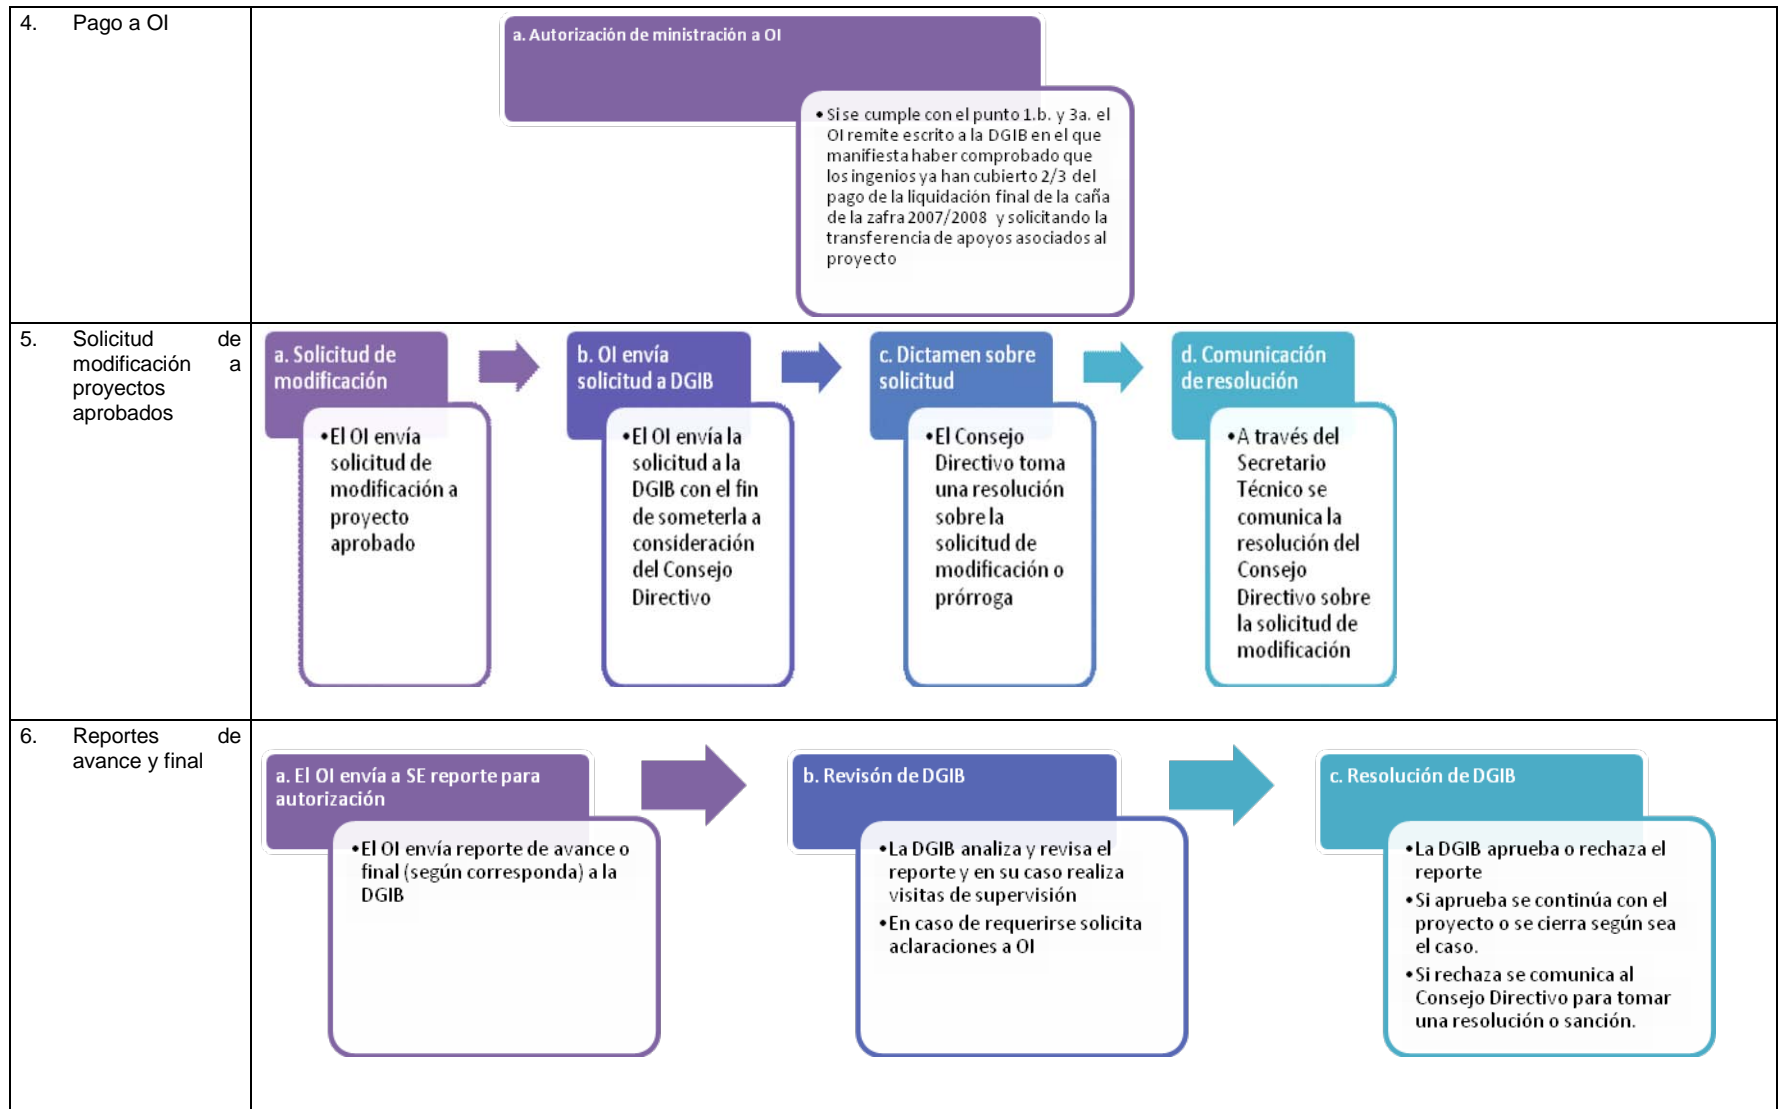 4. Pago a OI
a. Autorización de ministración a OI
• Si se cumple con el punto 1.b. y 3a. el
OI remite escrito a la DGIB en el que
manifiesta haber comprobado que
los ingenios ya han cubierto 2/3 del
pago de la liquidación final de la caña
de la zafra 2007/2008 y solicitando la
transferencia de apoyos asociados al
proyecto
5. Solicitud de
modificación a
proyectos
aprobados
a. Solicitud de
modificación
•El OI envía
solicitud de
modificación a
proyecto
aprobado
b. OI envía
solicitud a DGIB
•El OI envía la
solicitud a la
DGIB con el fin
de someterla a
consideración
del Consejo
Directivo
c. Dictamen sobre
solicitud
•El Consejo
Directivo toma
una resolución
sobre la
solicitud de
modificación o
prórroga
d. Comunicación
de resolución
•A través del
Secretario
Técnico se
comunica la
resolución del
Consejo
Directivo sobre
la solicitud de
modificación
6. Reportes de
avance y final
a. El OI envía a SE reporte para
autorización
•El OI envía reporte de avance o
final (según corresponda) a la
DGIB
b. Revisón de DGIB
•La DGIB analiza y revisa el
reporte y en su caso realiza
visitas de supervisión
•En caso de requerirse solicita
aclaraciones a OI
c. Resolución de DGIB
•La DGIB aprueba o rechaza el
reporte
•Si aprueba se continúa con el
proyecto o se cierra según sea
el caso.
•Si rechaza se comunica al
Consejo Directivo para tomar
una resolución o sanción.